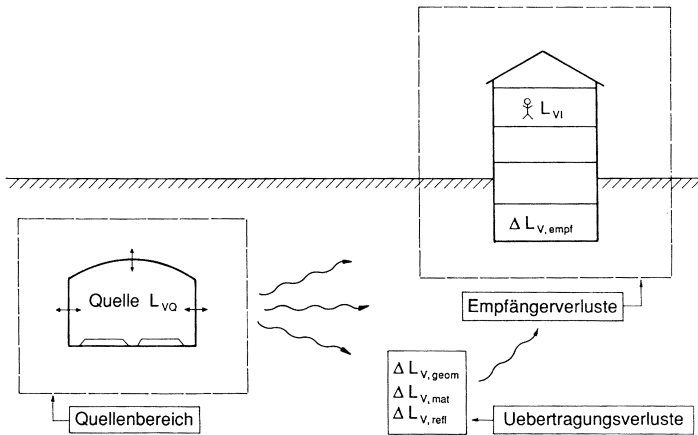 L VI
Δ L V, empf
Quelle L VQ
Empfängerverluste
Δ L V, geom
Δ L V, mat
Δ L V, refl
Quellenbereich
Uebertragungsverluste